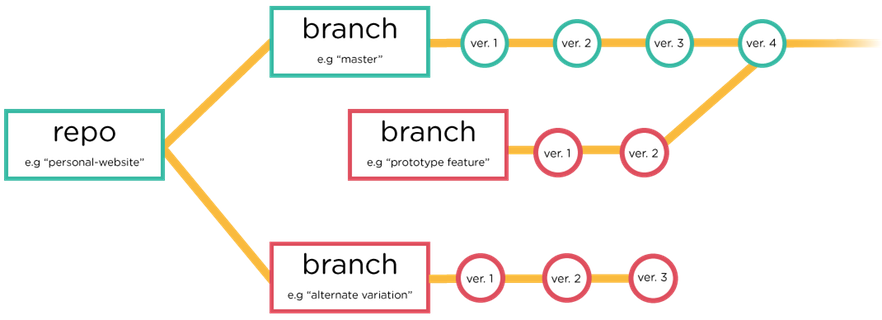 branch
e.g “master”
ver. 1
ver. 2
ver. 3
ver. 4
repo
e.g “personal-website”
branch
e.g “prototype feature”
ver. 1
ver. 2
branch
e.g “alternate variation”
ver. 1
ver. 2
ver. 3